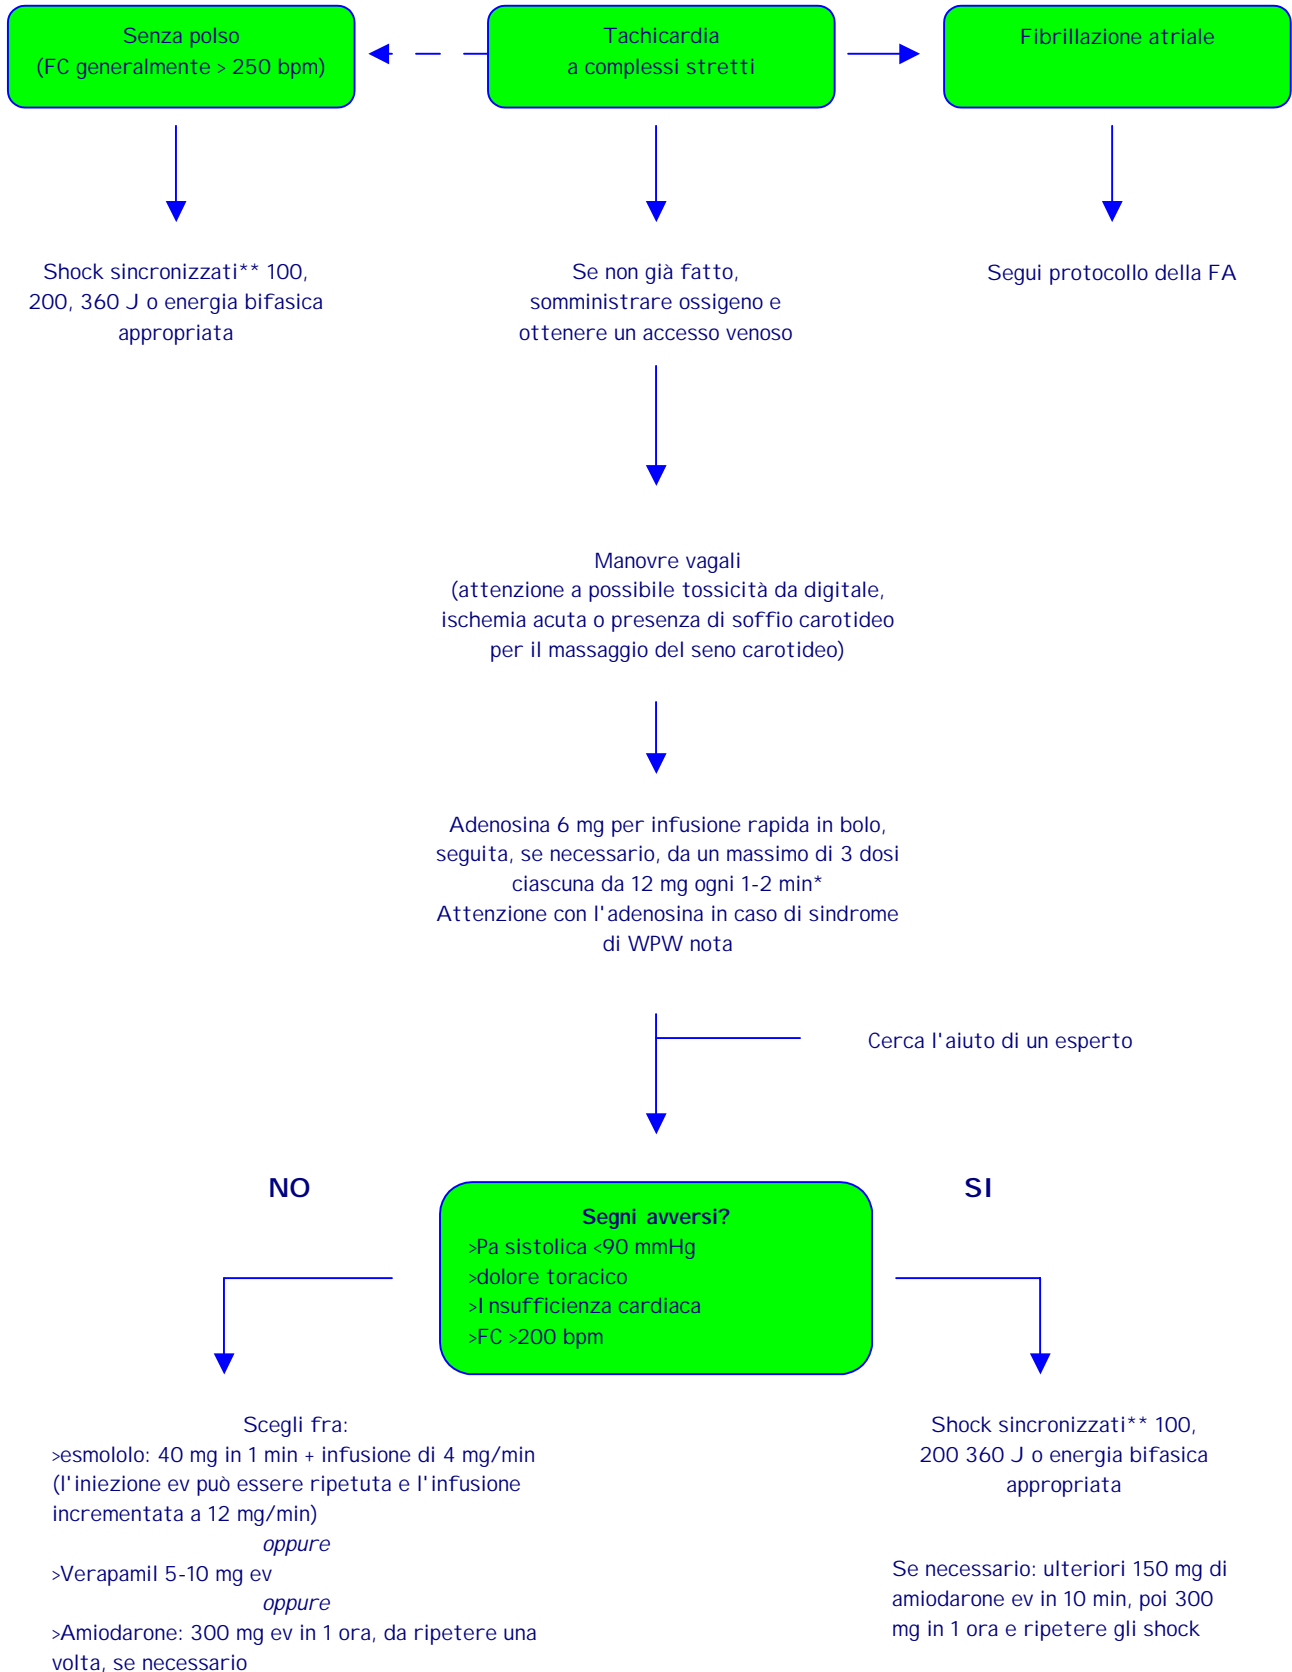 Senza polso
(FC generalmente > 250 bpm)
Tachicardia
a complessi stretti
Fibrillazione atriale
Shock sincronizzati** 100,
200, 360 J o energia bifasica
appropriata
Se non già fatto,
somministrare ossigeno e
ottenere un accesso venoso
Segui protocollo della FA
Manovre vagali
(attenzione a possibile tossicità da digitale,
ischemia acuta o presenza di soffio carotideo
per il massaggio del seno carotideo)
Adenosina 6 mg per infusione rapida in bolo,
seguita, se necessario, da un massimo di 3 dosi
ciascuna da 12 mg ogni 1-2 min*
Attenzione con l'adenosina in caso di sindrome
di WPW nota
Cerca l'aiuto di un esperto
NO
SI
Segni avversi?
>Pa sistolica <90 mmHg
>dolore toracico
>Insufficienza cardiaca
>FC >200 bpm
Scegli fra:
>esmololo: 40 mg in 1 min + infusione di 4 mg/min
(l'iniezione ev può essere ripetuta e l'infusione
incrementata a 12 mg/min)
oppure
>Verapamil 5-10 mg ev
oppure
>Amiodarone: 300 mg ev in 1 ora, da ripetere una
volta, se necessario
Shock sincronizzati** 100,
200 360 J o energia bifasica
appropriata
Se necessario: ulteriori 150 mg di
amiodarone ev in 10 min, poi 300
mg in 1 ora e ripetere gli shock